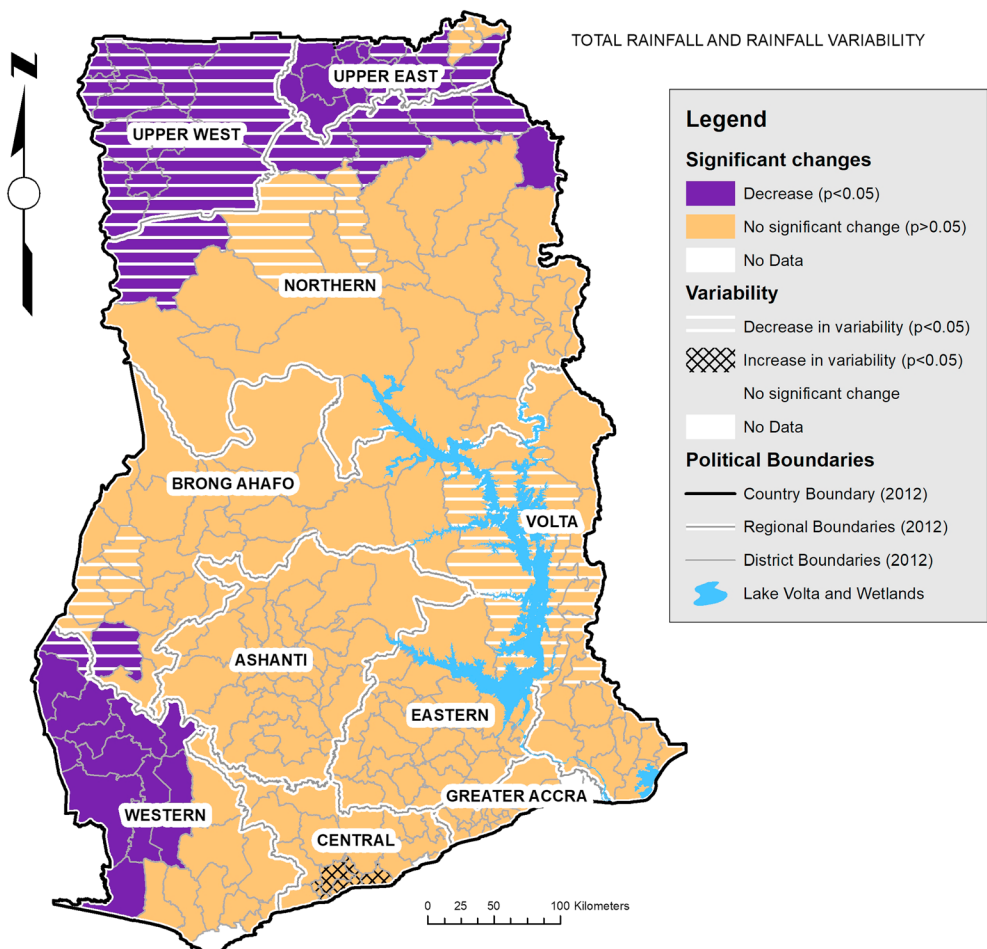 TOTAL RAINFALL AND RAINFALL VARIABILITY
N
UPPER EAST
UPPER WEST
NORTHERN
BRONG AHAFO
VOLTA
ASHANTI
EASTERN
GREATER ACCRA
WESTERN
CENTRAL
Legend
Significant changes
Decrease (p<0.05)
No significant change (p>0.05)
No Data
Variability
Decrease in variability (p<0.05)
Increase in variability (p<0.05)
No significant change
No Data
Political Boundaries
Country Boundary (2012)
Regional Boundaries (2012)
District Boundaries (2012)
Lake Volta and Wetlands
0 25 50 100 Kilometers